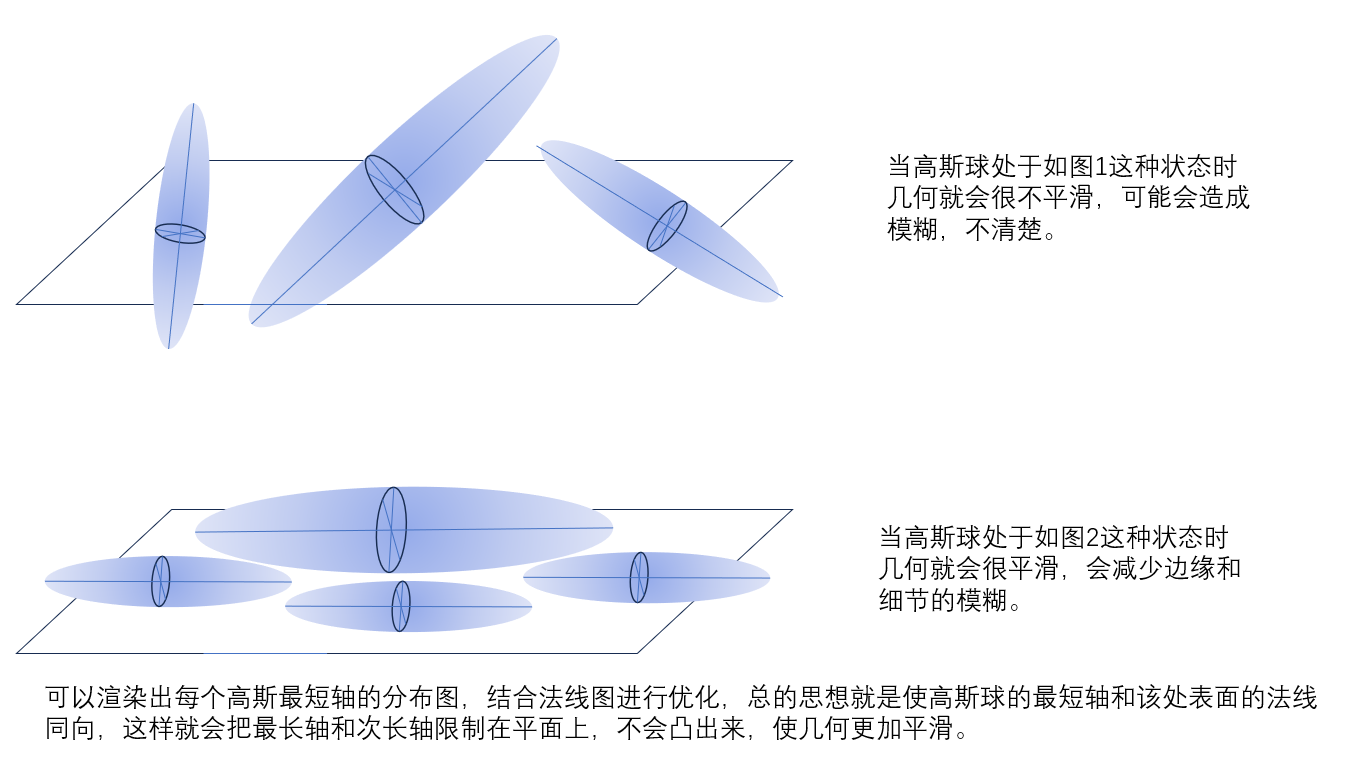 当高斯球处于如图1这种状态时
几何就会很不平滑，可能会造成
模糊，不清楚。
当高斯球处于如图2这种状态时
几何就会很平滑，会减少边缘和
细节的模糊。
可以渲染出每个高斯最短轴的分布图，结合法线图进行优化，总的思想就是使高斯球的最短轴和该处表面的法线
同向，这样就会把最长轴和次长轴限制在平面上，不会凸出来，使几何更加平滑。